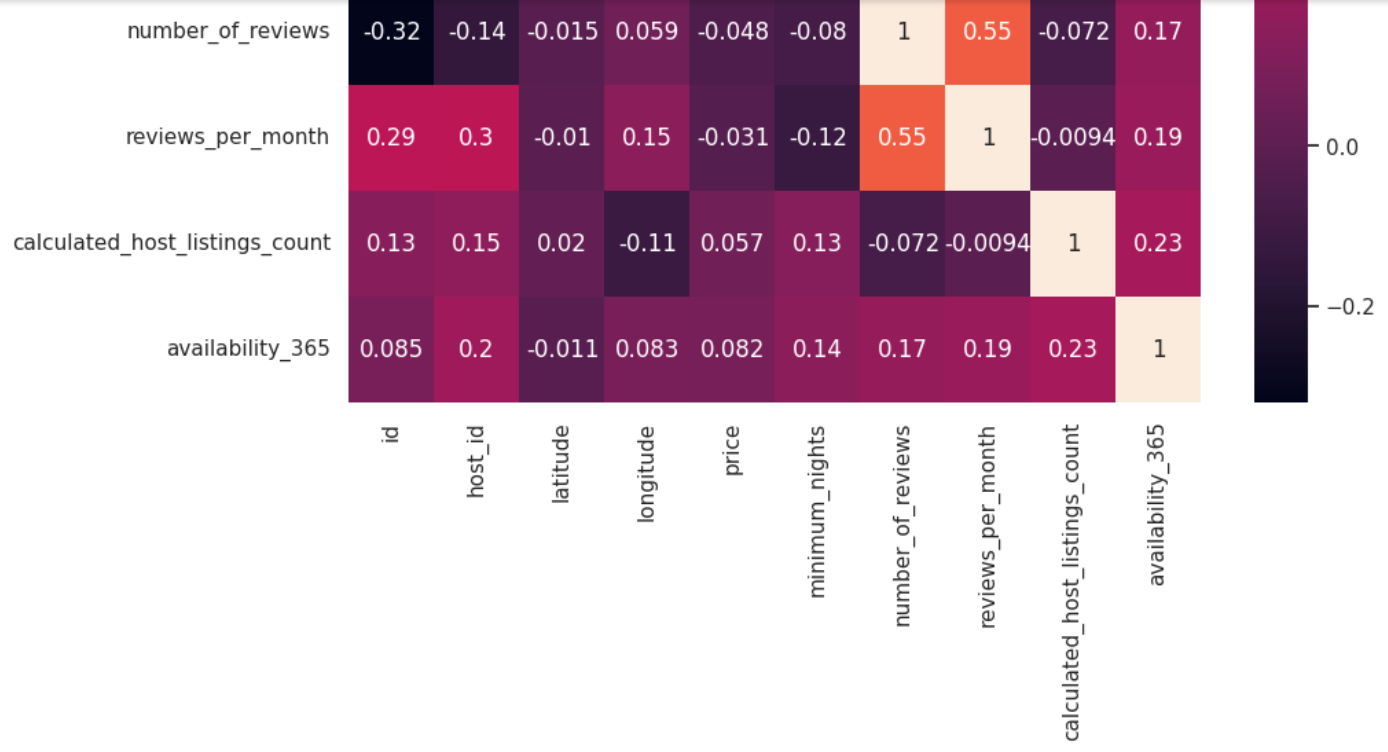 number_of_reviews -0.32 -0.14 -0.015 0.059 -0.048 -0.08 1 0.55 -0.072 0.17
reviews_per_month 0.29 0.3 -0.01 0.15 -0.031 -0.12 0.55 1 -0.0094 0.19
0.0
calculated_host_listings_count 0.13 0.15 0.02 -0.11 0.057 0.13 -0.072 -0.0094 1 0.23
−0.2
availability_365 0.085 0.2 -0.011 0.083 0.082 0.14 0.17 0.19 0.23 1
id
host_id
latitude
longitude
price
minimum_nights
number_of_reviews
reviews_per_month
calculated_host_listings_count
availability_365